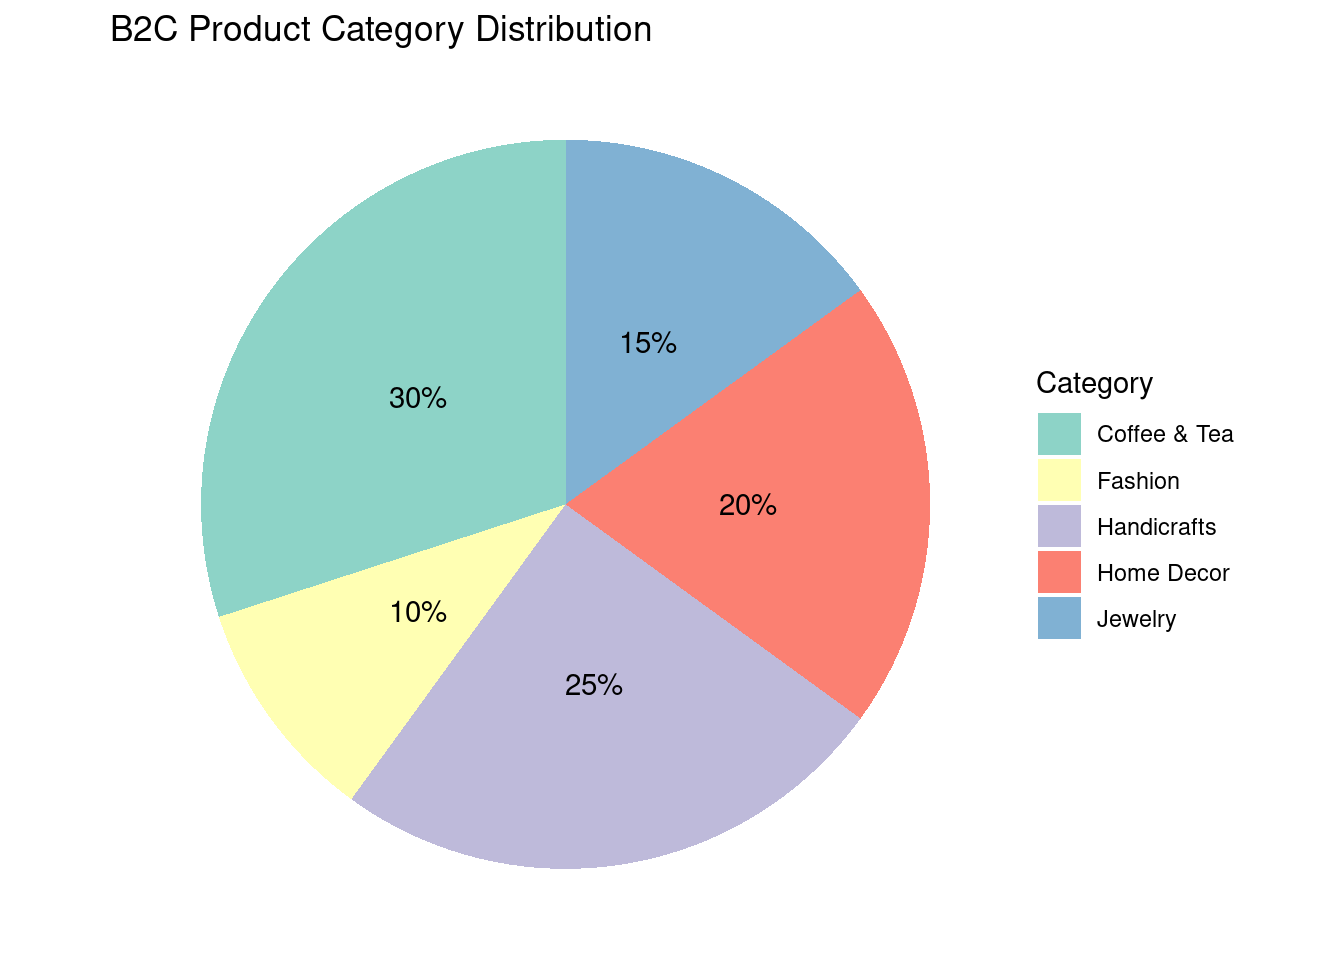 B2C Product Category Distribution
15%
30%
20%
10%
25%
Category
Coffee & Tea
Fashion
Handicrafts
Home Decor
Jewelry